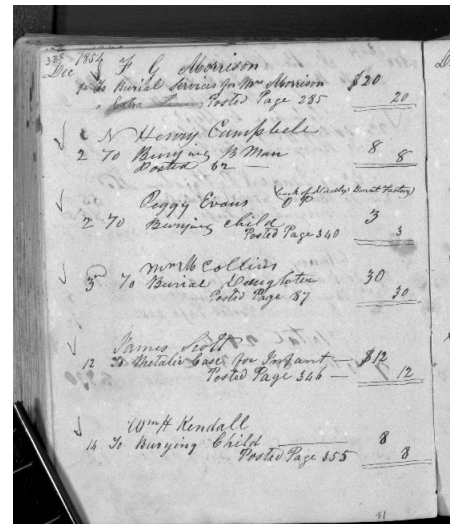 Dec 1854 F G Morrison
To Burial Services for Mrs Morrison $20
Extra Posted Page 285 20
N Henry Campbell
2 To Burying B Man 8
Posted 62 — 8
Peggy Evans O P
2 To Burying child 3
Posted Page 340 3
Wm M Collins
3 To Burial Daughter 30
Posted Page 87 30
James Scott
12 To Metalic Case for Infant — $12
Posted Page 346 — 12
Wm H Kendall
14 To Burying Child 8
Posted Page 355 8